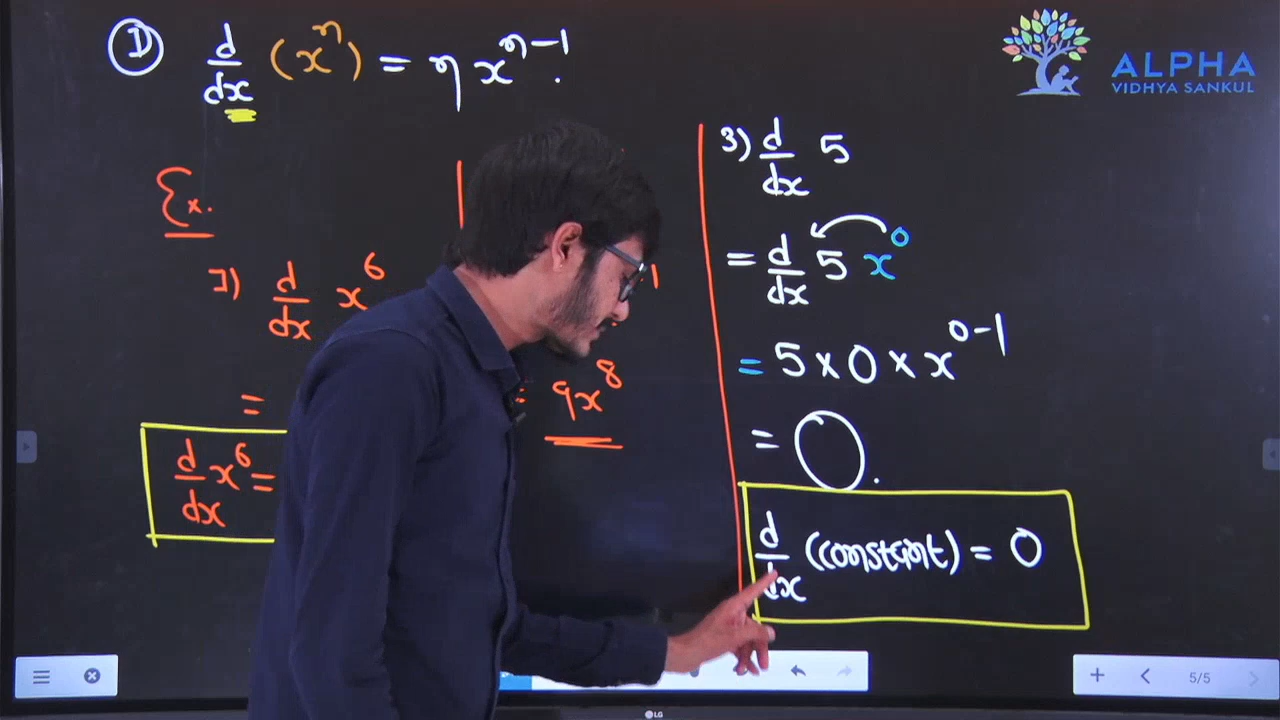 1) d/dx (xⁿ) = n xⁿ⁻¹.
ALPHA
VIDHYA SANKUL
Ex.
1) d/dx x⁶
=
d/dx x⁶ =
= 9x⁸
3) d/dx 5
= d/dx 5 x⁰
= 5 × 0 × x⁰⁻¹
= 0.
d/dx (constant) = 0
5/5
LG